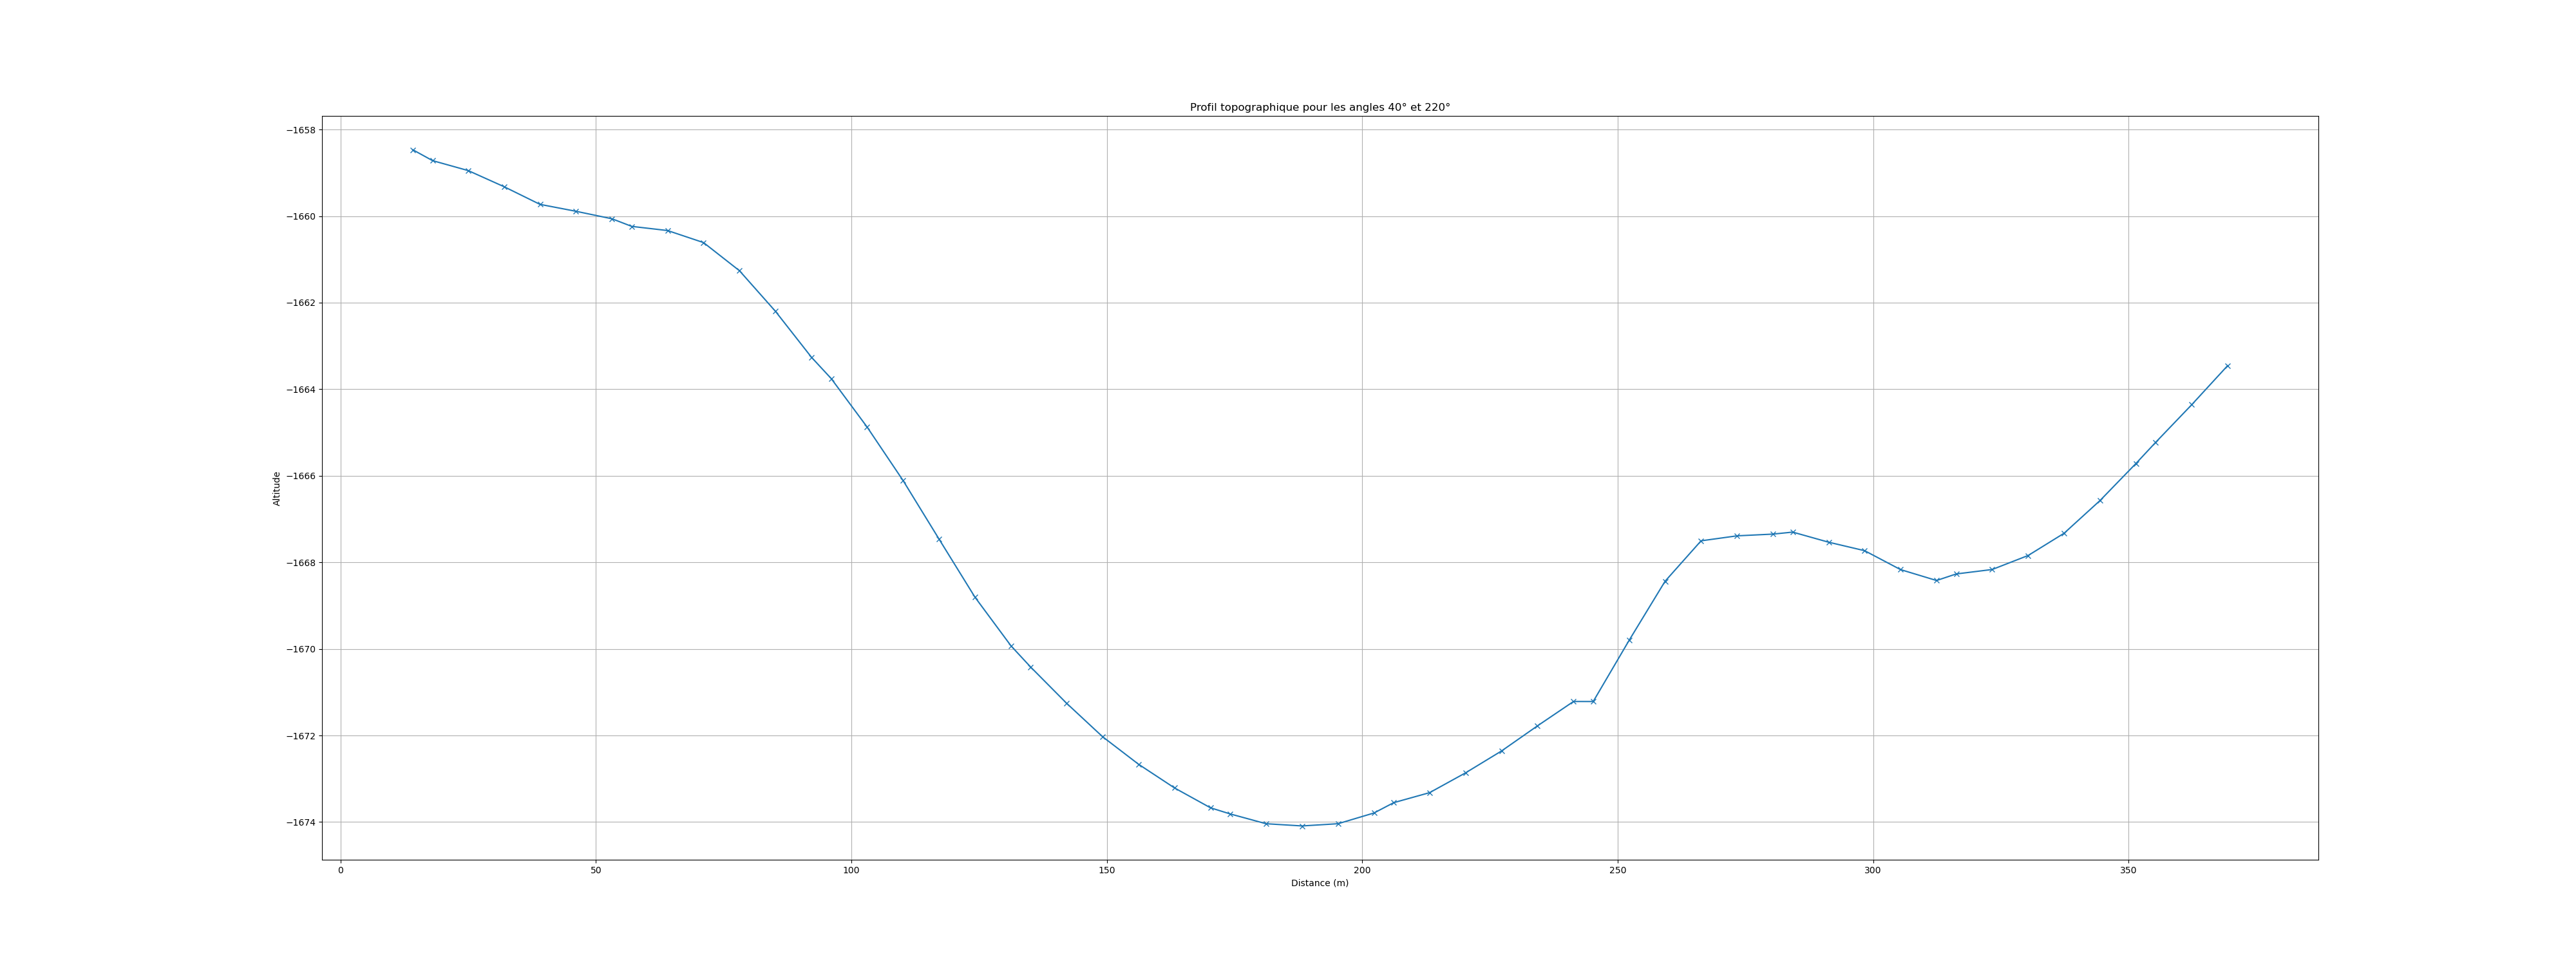 Profil topographique pour les angles 40° et 220°
−1658
−1660
−1662
−1664
−1666
−1668
−1670
−1672
−1674
Altitude
0 50 100 150 200 250 300 350
Distance (m)